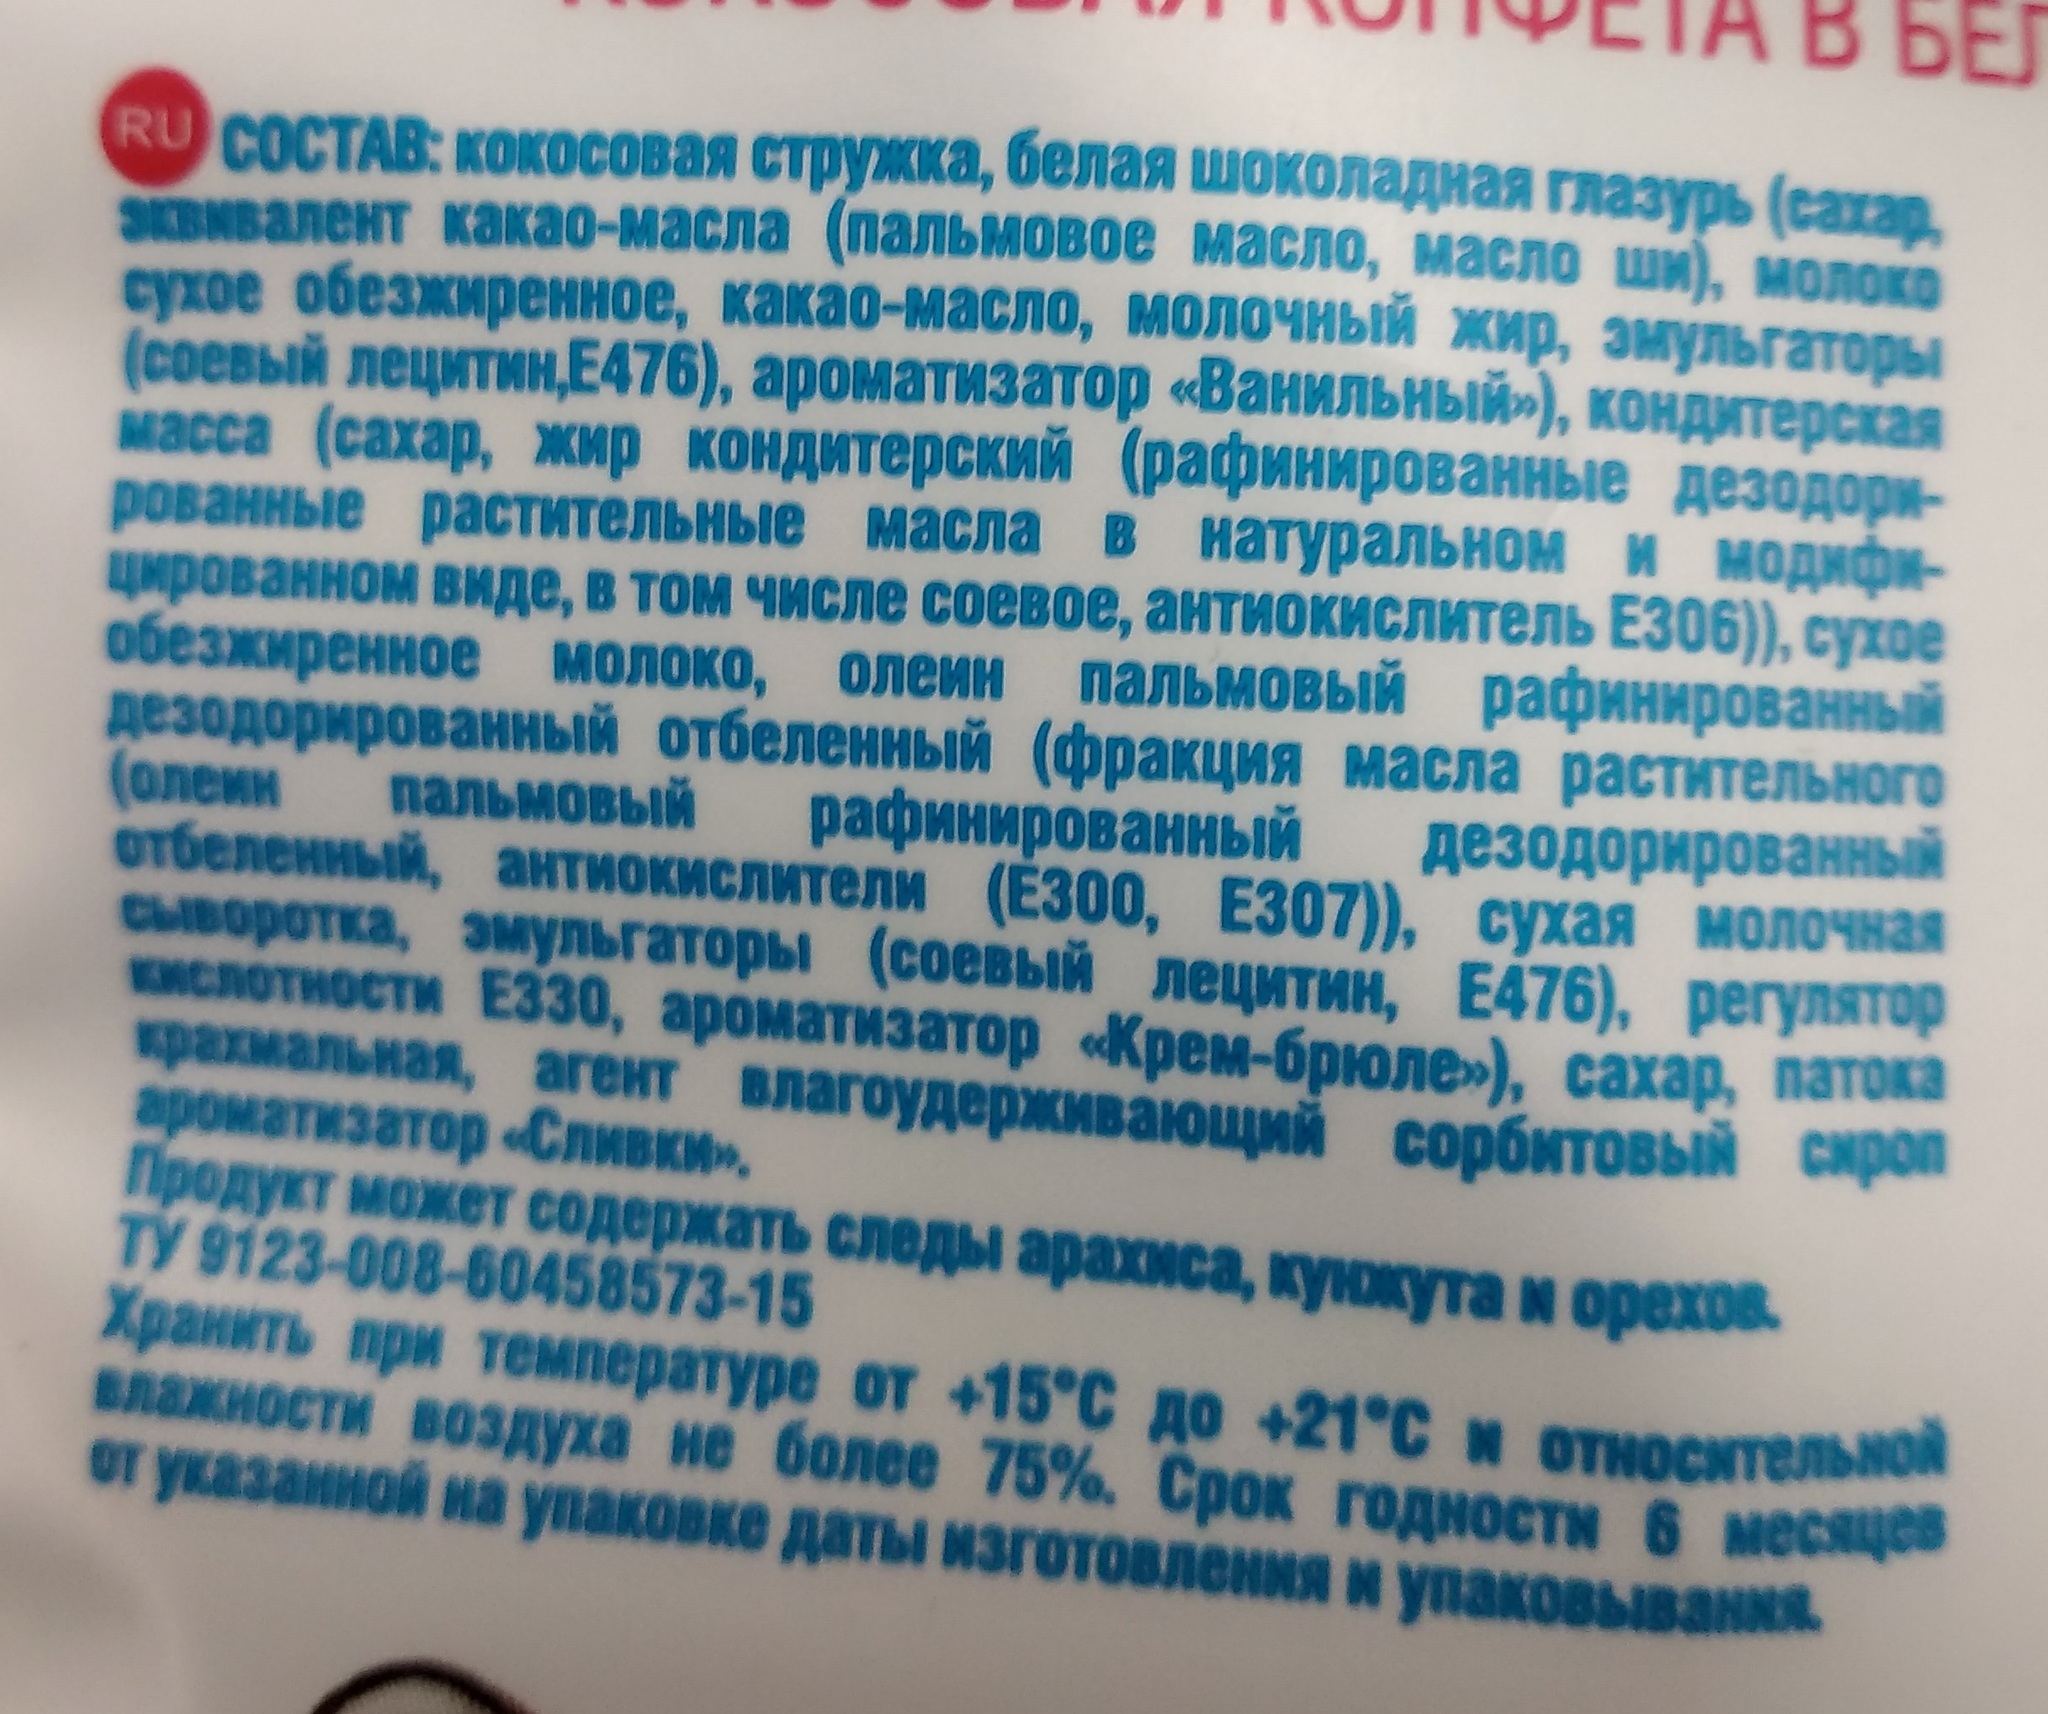 КОКОСОВАЯ КОНФЕТА В БЕЛ
RU
СОСТАВ: кокосовая стружка, белая шоколадная глазурь (сахар,
эквивалент какао-масла (пальмовое масло, масло ши), молоко
сухое обезжиренное, какао-масло, молочный жир, эмульгаторы
(соевый лецитин,Е476), ароматизатор «Ванильный»), кондитерская
масса (сахар, жир кондитерский (рафинированные дезодори-
рованные растительные масла в натуральном и модифи-
цированном виде, в том числе соевое, антиокислитель Е306)), сухое
обезжиренное молоко, олеин пальмовый рафинированный
дезодорированный отбеленный (фракция масла растительного
(олеин пальмовый рафинированный дезодорированный
отбеленный, антиокислители (Е300, Е307)), сухая молочная
сыворотка, эмульгаторы (соевый лецитин, Е476), регулятор
кислотности Е330, ароматизатор «Крем-брюле»), сахар, патока
крахмальная, агент влагоудерживающий сорбитовый сироп
ароматизатор «Сливки».
Продукт может содержать следы арахиса, кунжута и орехов.
ТУ 9123-008-60458573-15
Хранить при температуре от +15°С до +21°С и относительной
влажности воздуха не более 75%. Срок годности 6 месяцев
от указанной на упаковке даты изготовления и упаковывания.